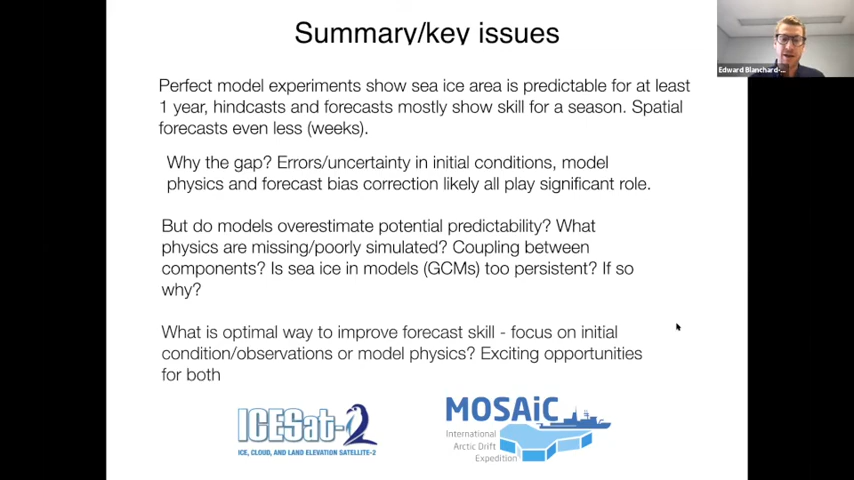 Summary/key issues
Edward Blanchard-...
Perfect model experiments show sea ice area is predictable for at least
1 year, hindcasts and forecasts mostly show skill for a season. Spatial
forecasts even less (weeks).
Why the gap? Errors/uncertainty in initial conditions, model
physics and forecast bias correction likely all play significant role.
But do models overestimate potential predictability? What
physics are missing/poorly simulated? Coupling between
components? Is sea ice in models (GCMs) too persistent? If so
why?
What is optimal way to improve forecast skill - focus on initial
condition/observations or model physics? Exciting opportunities
for both
ICESat-2
ICE, CLOUD, AND LAND ELEVATION SATELLITE-2
MOSAiC
International
Arctic Drift
Expedition